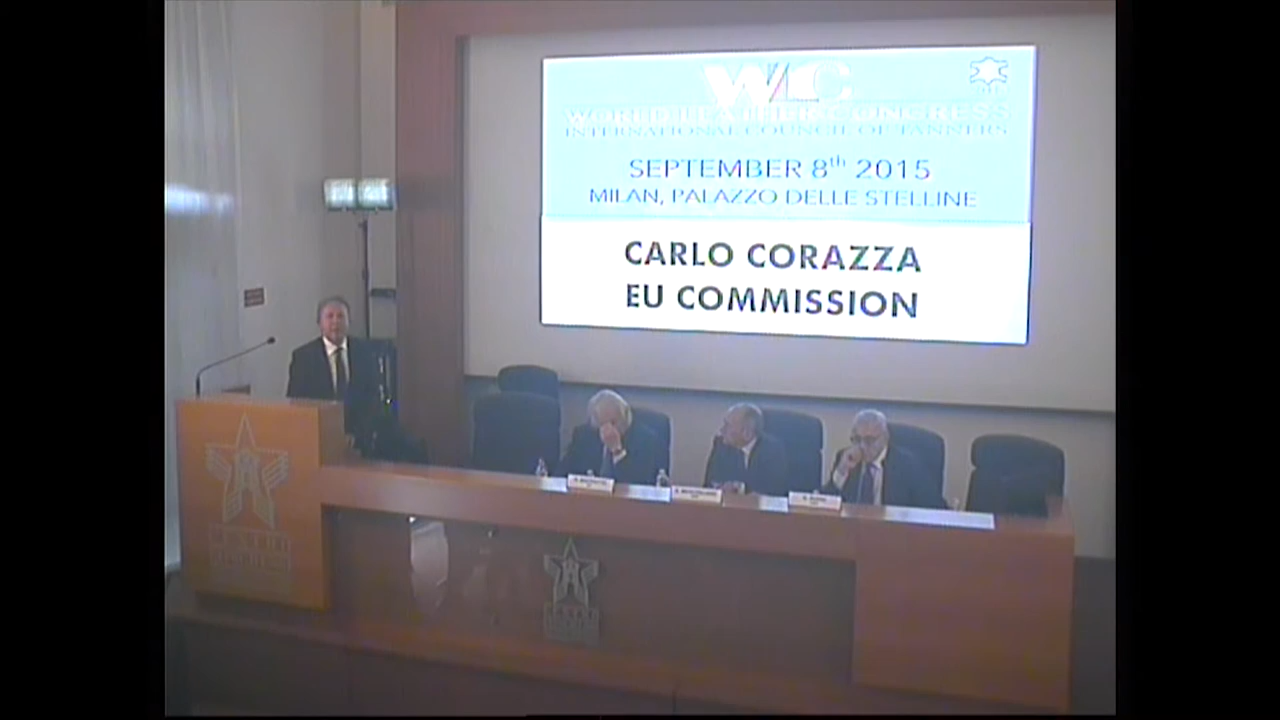 WLC
WORLD LEATHER CONGRESS
INTERNATIONAL COUNCIL OF TANNERS
SEPTEMBER 8th 2015
MILAN, PALAZZO DELLE STELLINE
CARLO CORAZZA
EU COMMISSION